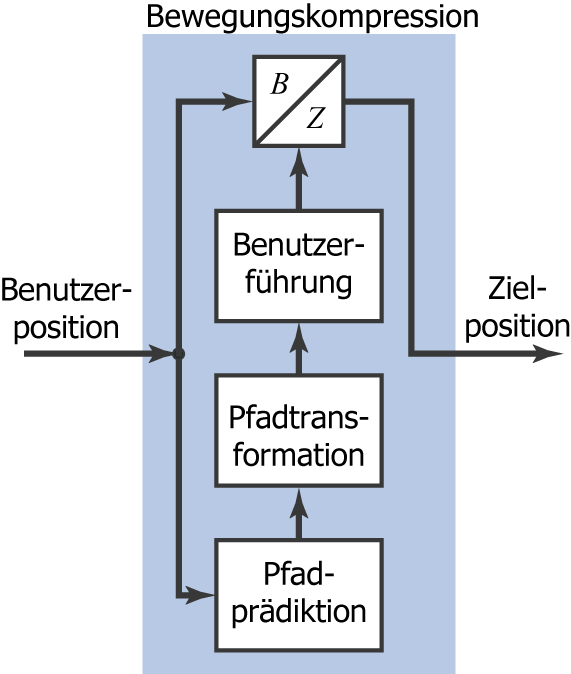 Bewegungskompression
B
Z
Benutzer-
führung
Benutzer-
position
Ziel-
position
Pfadtrans-
formation
Pfad-
prädiktion